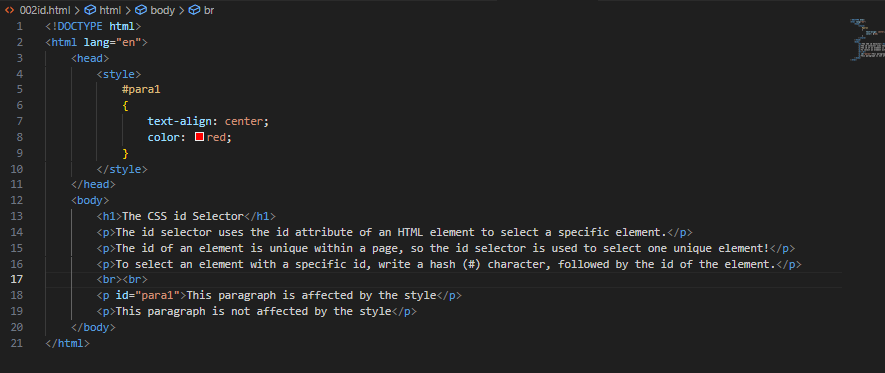 <> 002id.html > html > body > br
1 <!DOCTYPE html>
2 <html lang="en">
3 <head>
4 <style>
5 #para1
6 {
7 text-align: center;
8 color: red;
9 }
10 </style>
11 </head>
12 <body>
13 <h1>The CSS id Selector</h1>
14 <p>The id selector uses the id attribute of an HTML element to select a specific element.</p>
15 <p>The id of an element is unique within a page, so the id selector is used to select one unique element!</p>
16 <p>To select an element with a specific id, write a hash (#) character, followed by the id of the element.</p>
17 <br><br>
18 <p id="para1">This paragraph is affected by the style</p>
19 <p>This paragraph is not affected by the style</p>
20 </body>
21 </html>